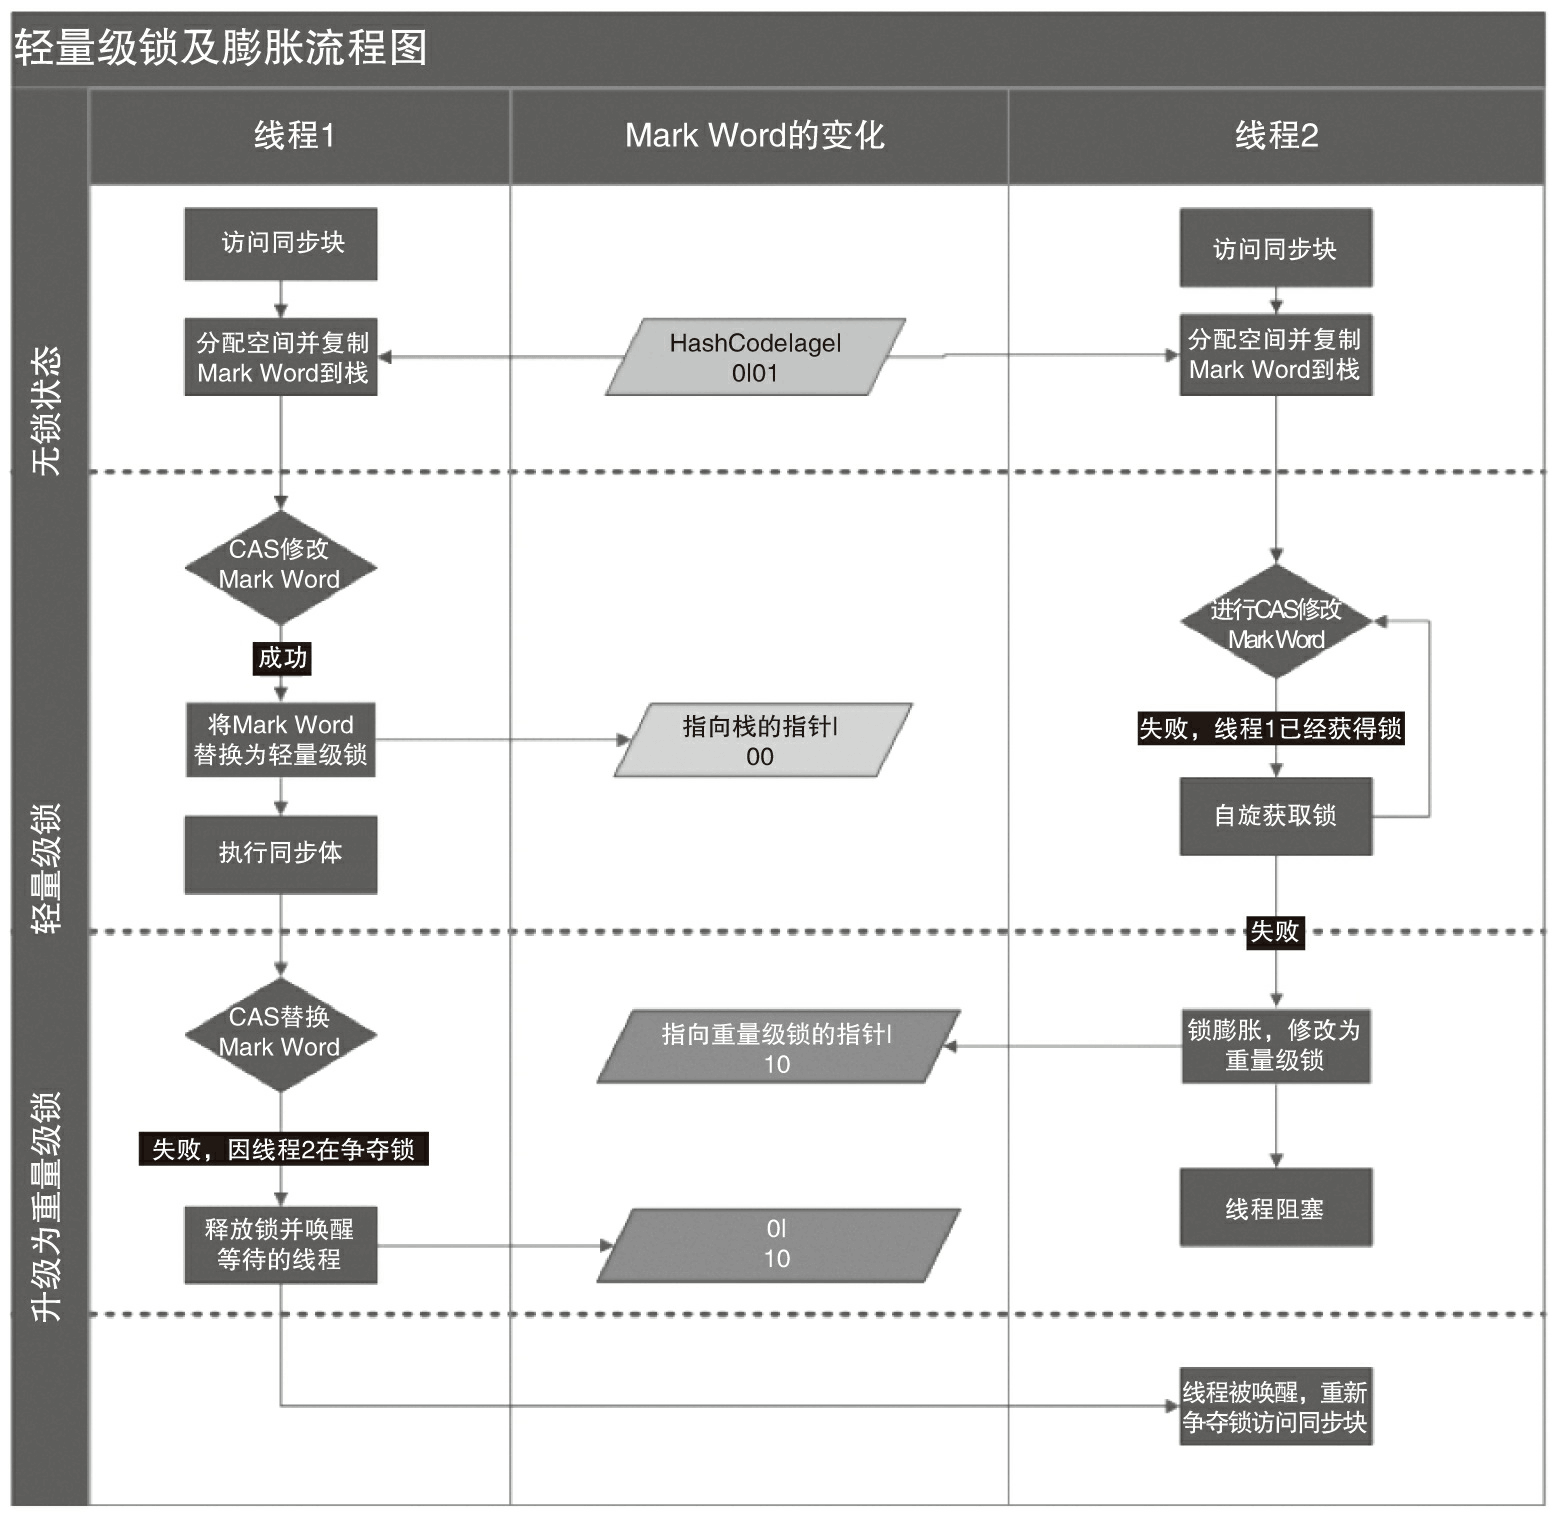 轻量级锁及膨胀流程图
线程1
Mark Word的变化
线程2
无锁状态
访问同步块
访问同步块
分配空间并复制
Mark Word到栈
HashCode|age|
0|01
分配空间并复制
Mark Word到栈
轻量级锁
CAS修改
Mark Word
进行CAS修改
Mark Word
成功
失败，线程1已经获得锁
将Mark Word
替换为轻量级锁
指向栈的指针|
00
自旋获取锁
执行同步体
失败
升级为重量级锁
CAS替换
Mark Word
指向重量级锁的指针|
10
锁膨胀，修改为
重量级锁
失败，因线程2在争夺锁
线程阻塞
释放锁并唤醒
等待的线程
0|
10
线程被唤醒，重新
争夺锁访问同步块